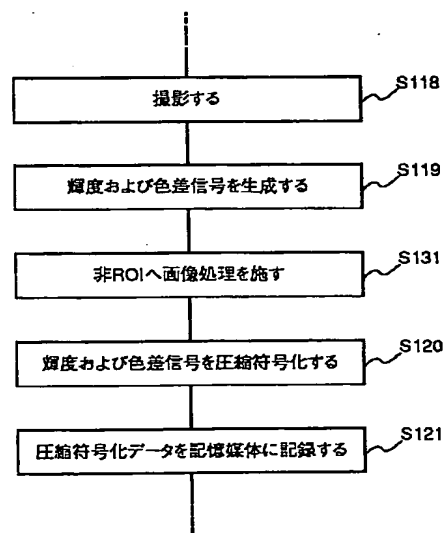 撮影する
S118
輝度および色差信号を生成する
S119
非ROIへ画像処理を施す
S131
輝度および色差信号を圧縮符号化する
S120
圧縮符号化データを記憶媒体に記録する
S121